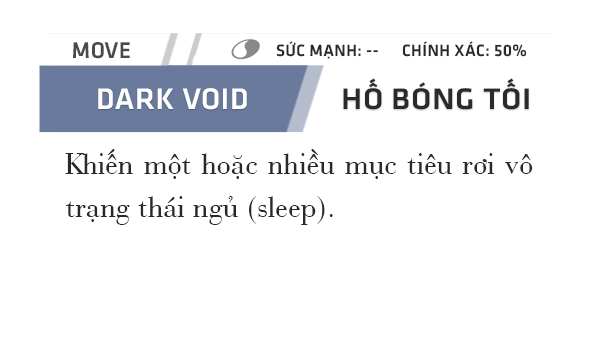 MOVE SỨC MẠNH: -- CHÍNH XÁC: 50%
DARK VOID HỐ BÓNG TỐI
Khiến một hoặc nhiều mục tiêu rơi vô
trạng thái ngủ (sleep).